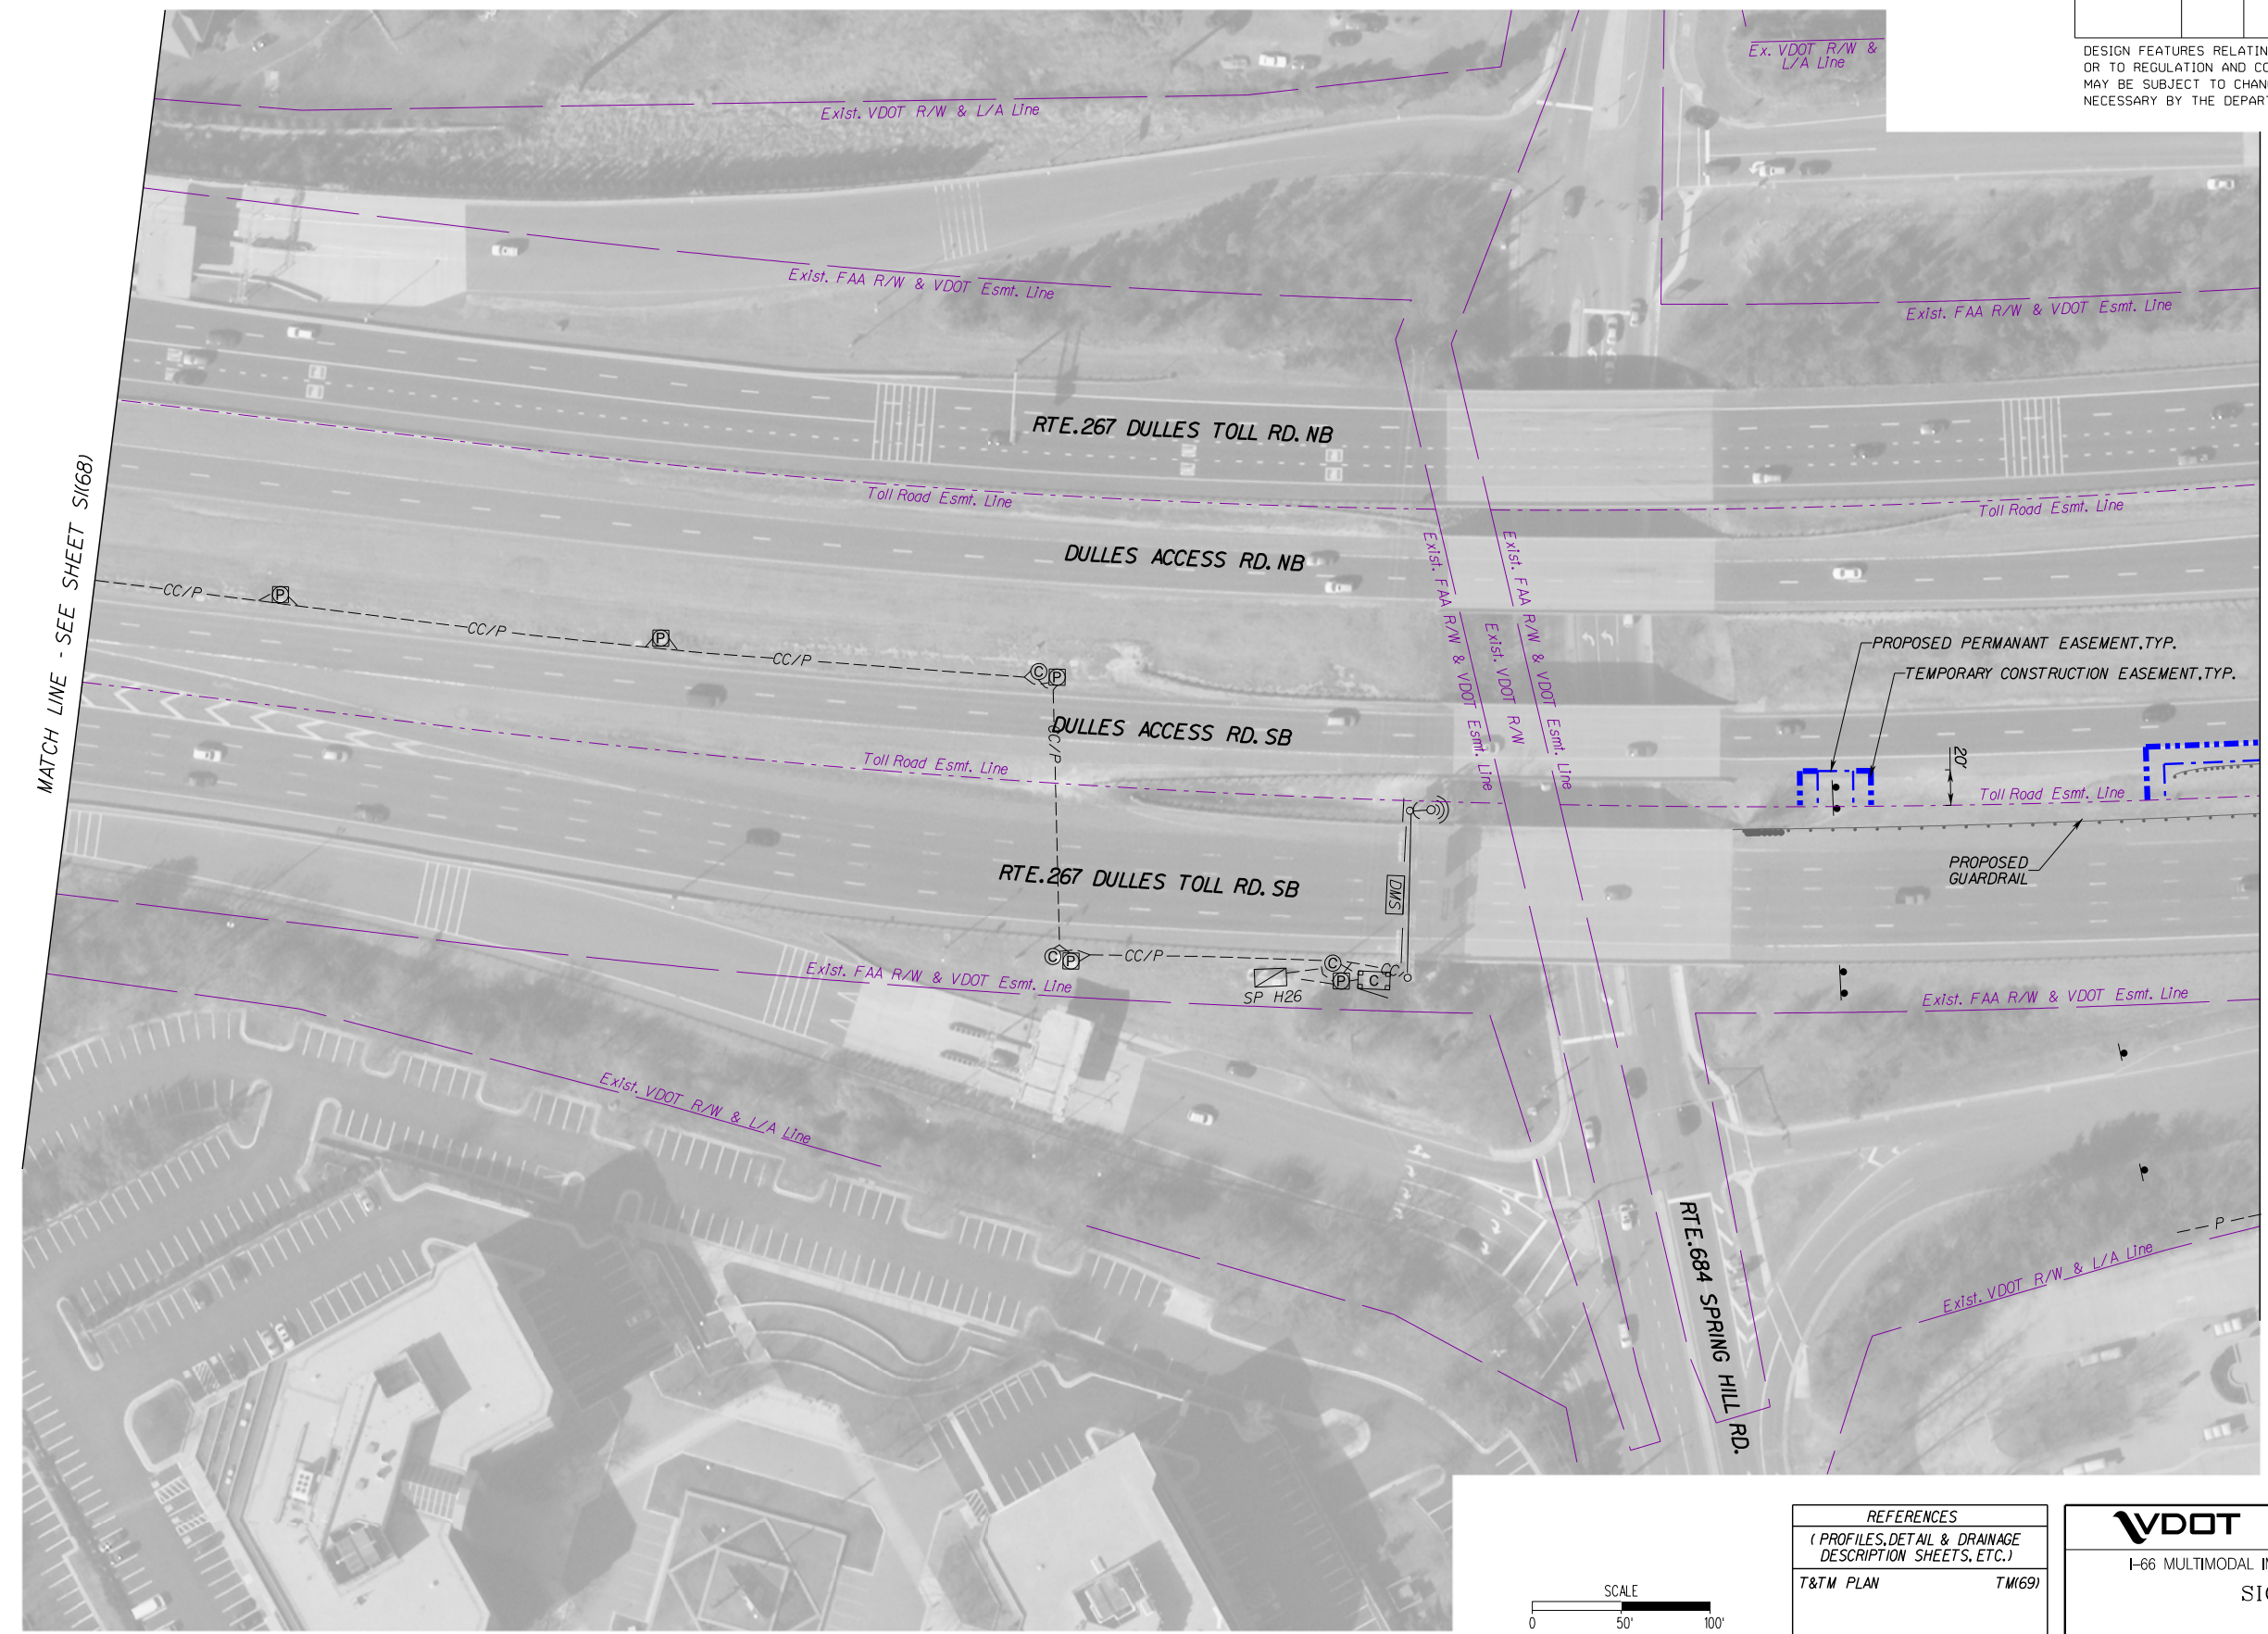 DESIGN FEATURES RELATIN
OR TO REGULATION AND CO
MAY BE SUBJECT TO CHAN
NECESSARY BY THE DEPAR
Ex. VDOT R/W &
L/A Line
Exist. VDOT R/W & L/A Line
Exist. FAA R/W & VDOT Esmt. Line
Exist. FAA R/W & VDOT Esmt. Line
RTE. 267 DULLES TOLL RD. NB
Toll Road Esmt. Line
Toll Road Esmt. Line
MATCH LINE - SEE SHEET SI(68)
DULLES ACCESS RD. NB
Exist. FAA R/W & VDOT Esmt. Line
Exist. VDOT R/W
Exist. FAA R/W & VDOT Esmt. Line
CC/P
P
CC/P
P
CC/P
C
P
PROPOSED PERMANANT EASEMENT, TYP.
TEMPORARY CONSTRUCTION EASEMENT, TYP.
CC/P
DULLES ACCESS RD. SB
Toll Road Esmt. Line
20'
Toll Road Esmt. Line
PROPOSED
GUARDRAIL
RTE. 267 DULLES TOLL RD. SB
DMS
C
P
CC/P
C
P
C
CC
SP H26
Exist. FAA R/W & VDOT Esmt. Line
Exist. FAA R/W & VDOT Esmt. Line
Exist. VDOT R/W & L/A Line
RTE. 684 SPRING HILL RD.
P
Exist. VDOT R/W & L/A Line
SCALE
0 50' 100'
REFERENCES
( PROFILES, DETAIL & DRAINAGE
DESCRIPTION SHEETS, ETC.)
T&TM PLAN TM(69)
VDOT
I-66 MULTIMODAL I
SI